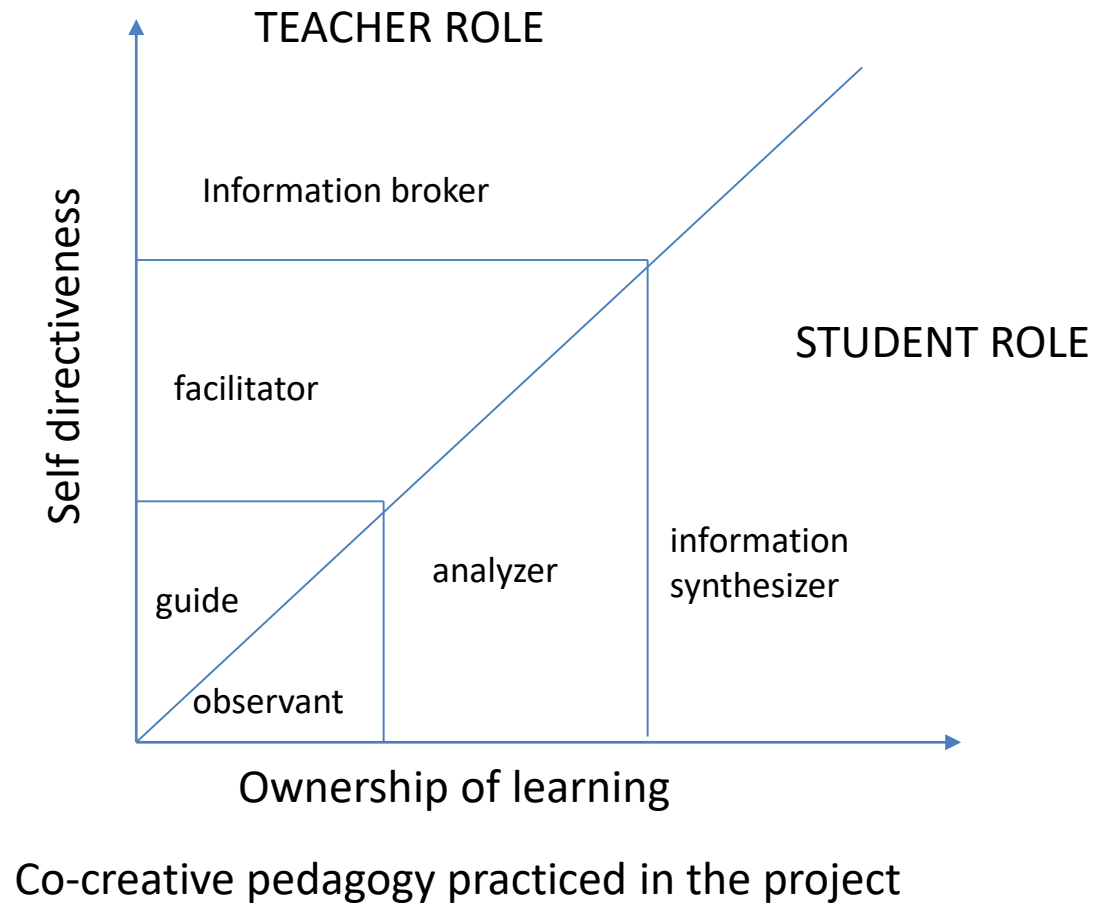 TEACHER ROLE
Information broker
Self directiveness
STUDENT ROLE
facilitator
information
synthesizer
analyzer
guide
observant
Ownership of learning
Co-creative pedagogy practiced in the project